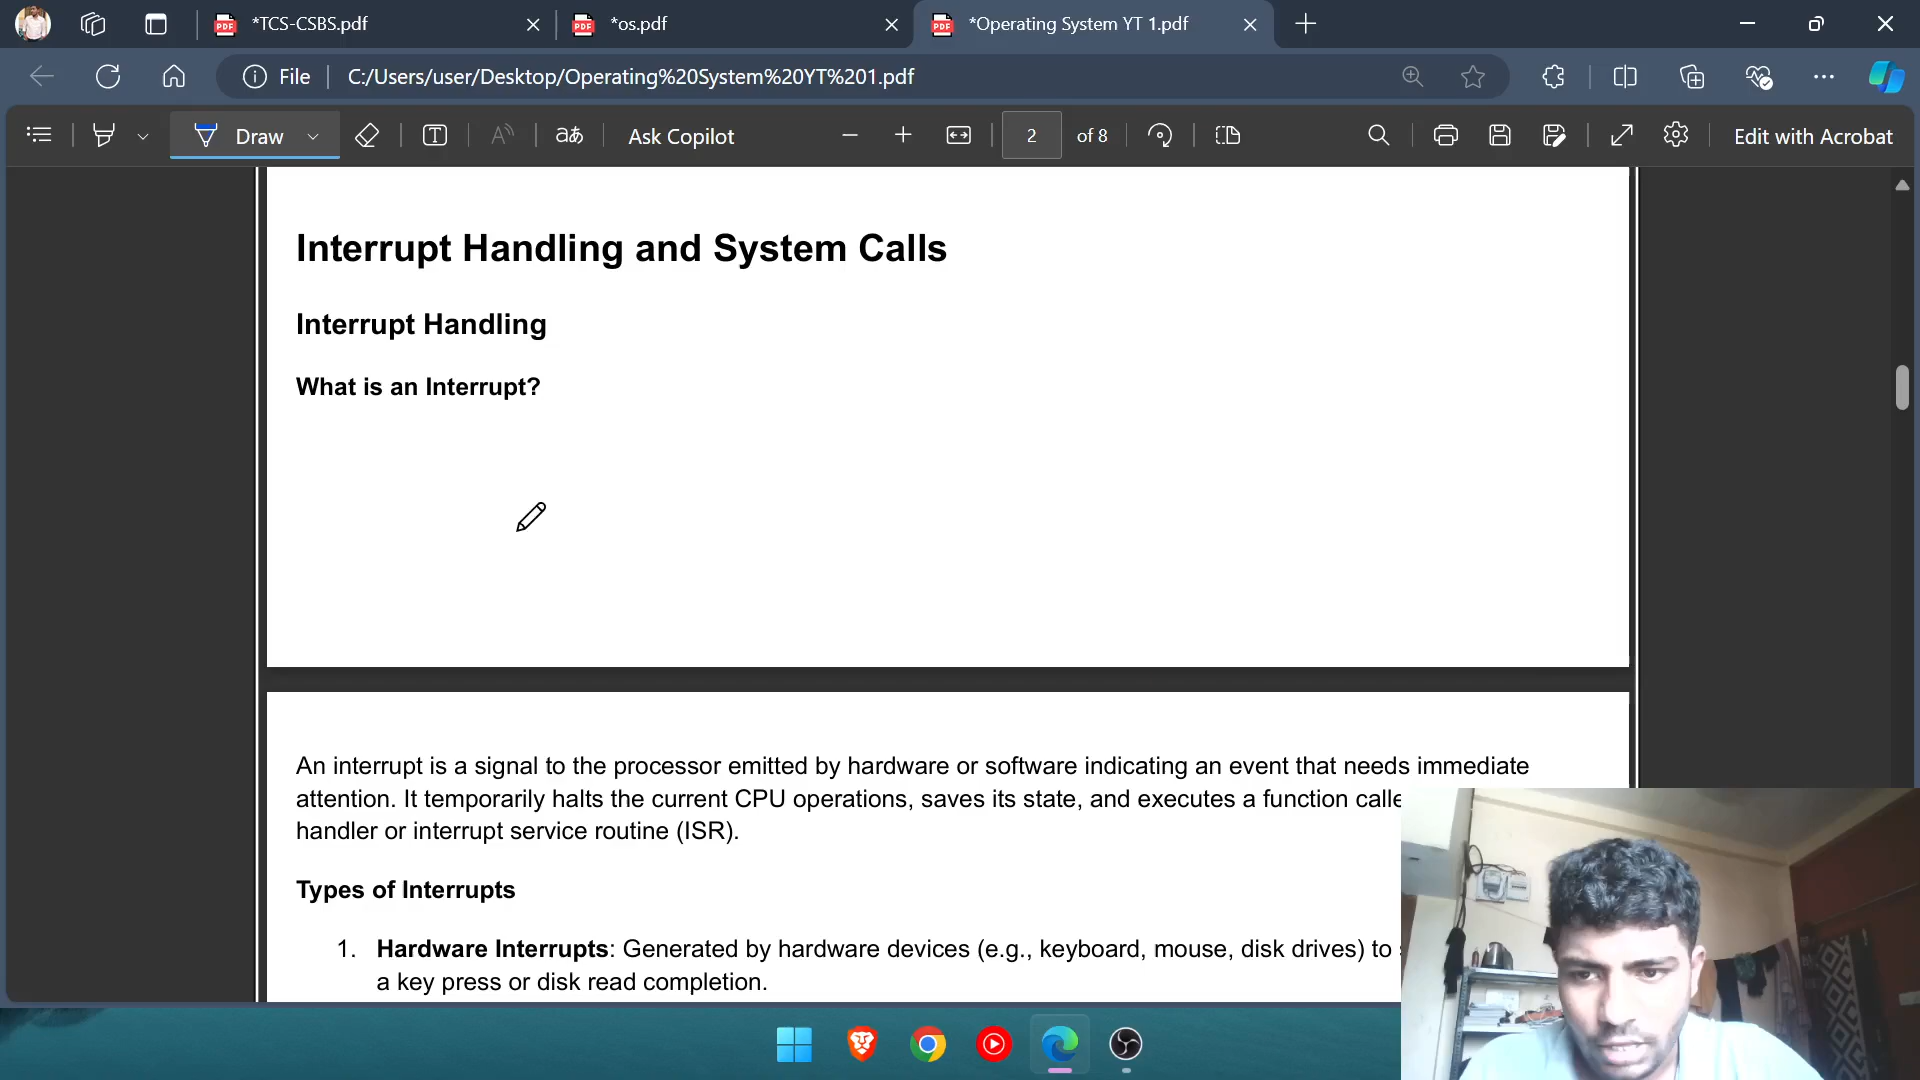 *TCS-CSBS.pdf
*os.pdf
*Operating System YT 1.pdf
File
C:/Users/user/Desktop/Operating%20System%20YT%201.pdf
Draw
Ask Copilot
2
of 8
Edit with Acrobat
Interrupt Handling and System Calls
Interrupt Handling
What is an Interrupt?
An interrupt is a signal to the processor emitted by hardware or software indicating an event that needs immediate
attention. It temporarily halts the current CPU operations, saves its state, and executes a function calle
handler or interrupt service routine (ISR).
Types of Interrupts
1. Hardware Interrupts: Generated by hardware devices (e.g., keyboard, mouse, disk drives) to
a key press or disk read completion.